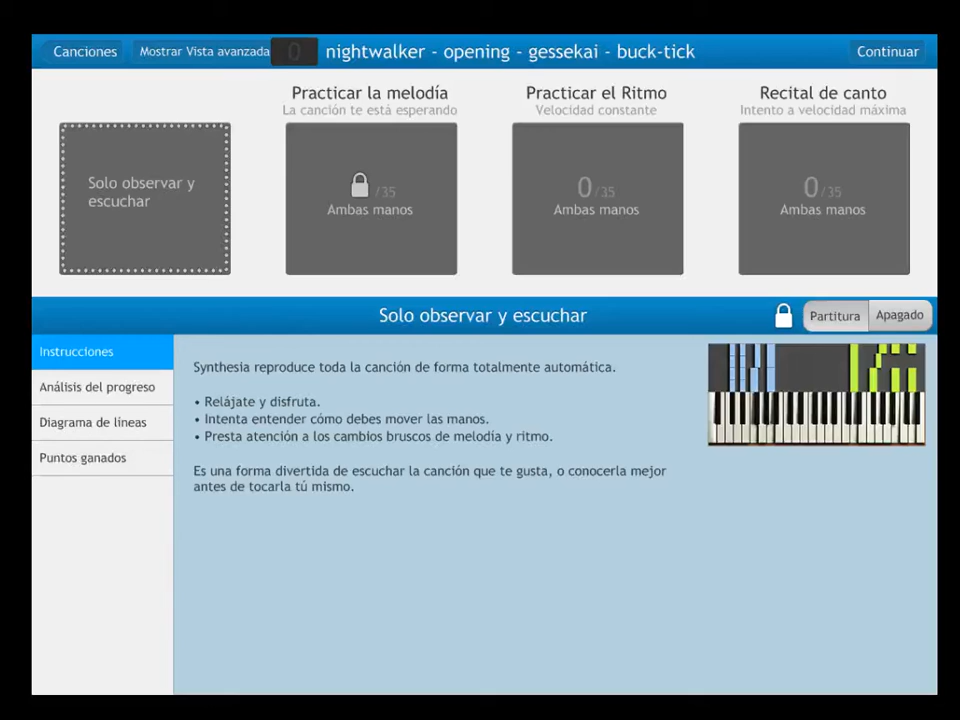 Canciones
Mostrar Vista avanzada
0
nightwalker - opening - gessekai - buck-tick
Continuar
Practicar la melodía
La canción te está esperando
Practicar el Ritmo
Velocidad constante
Recital de canto
Intento a velocidad máxima
Solo observar y
escuchar
/35
Ambas manos
0/35
Ambas manos
0/35
Ambas manos
Solo observar y escuchar
Partitura
Apagado
Instrucciones
Análisis del progreso
Diagrama de líneas
Puntos ganados
Synthesia reproduce toda la canción de forma totalmente automática.
• Relájate y disfruta.
• Intenta entender cómo debes mover las manos.
• Presta atención a los cambios bruscos de melodía y ritmo.
Es una forma divertida de escuchar la canción que te gusta, o conocerla mejor
antes de tocarla tú mismo.